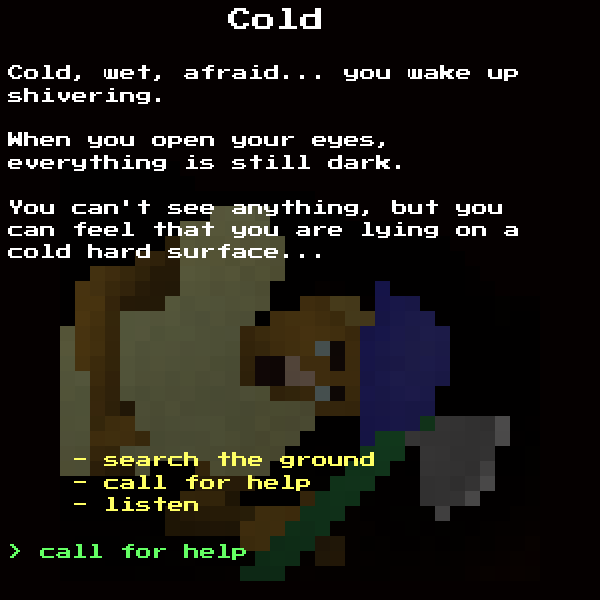 Cold
Cold, wet, afraid... you wake up
shivering.
When you open your eyes,
everything is still dark.
You can't see anything, but you
can feel that you are lying on a
cold hard surface...
- search the ground
- call for help
- listen
> call for help